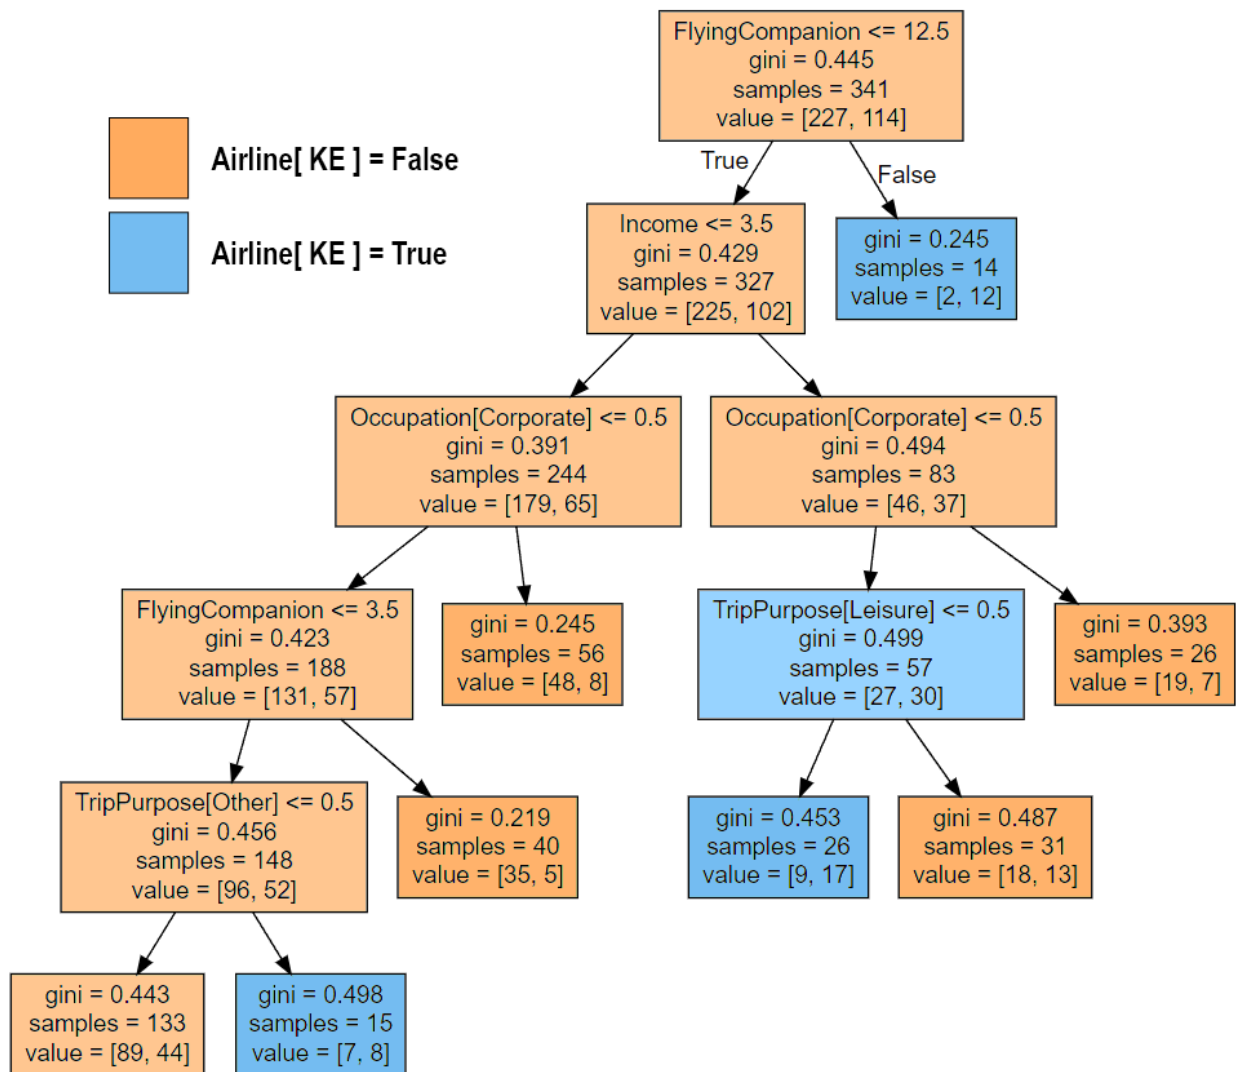 FlyingCompanion <= 12.5
gini = 0.445
samples = 341
value = [227, 114]
Airline[ KE ] = False
Airline[ KE ] = True
True
False
Income <= 3.5
gini = 0.429
samples = 327
value = [225, 102]
gini = 0.245
samples = 14
value = [2, 12]
Occupation[Corporate] <= 0.5
gini = 0.391
samples = 244
value = [179, 65]
Occupation[Corporate] <= 0.5
gini = 0.494
samples = 83
value = [46, 37]
FlyingCompanion <= 3.5
gini = 0.423
samples = 188
value = [131, 57]
gini = 0.245
samples = 56
value = [48, 8]
TripPurpose[Leisure] <= 0.5
gini = 0.499
samples = 57
value = [27, 30]
gini = 0.393
samples = 26
value = [19, 7]
TripPurpose[Other] <= 0.5
gini = 0.456
samples = 148
value = [96, 52]
gini = 0.219
samples = 40
value = [35, 5]
gini = 0.453
samples = 26
value = [9, 17]
gini = 0.487
samples = 31
value = [18, 13]
gini = 0.443
samples = 133
value = [89, 44]
gini = 0.498
samples = 15
value = [7, 8]